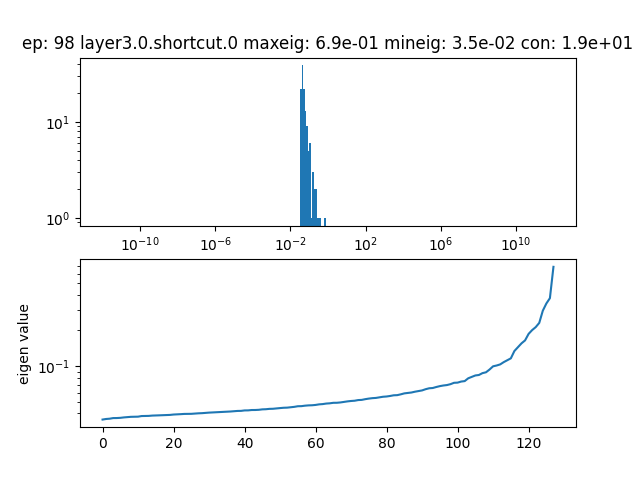 ep: 98 layer3.0.shortcut.0 maxeig: 6.9e-01 mineig: 3.5e-02 con: 1.9e+01
10¹
10⁰
10⁻¹⁰ 10⁻⁶ 10⁻² 10² 10⁶ 10¹⁰
eigen value
10⁻¹
0 20 40 60 80 100 120